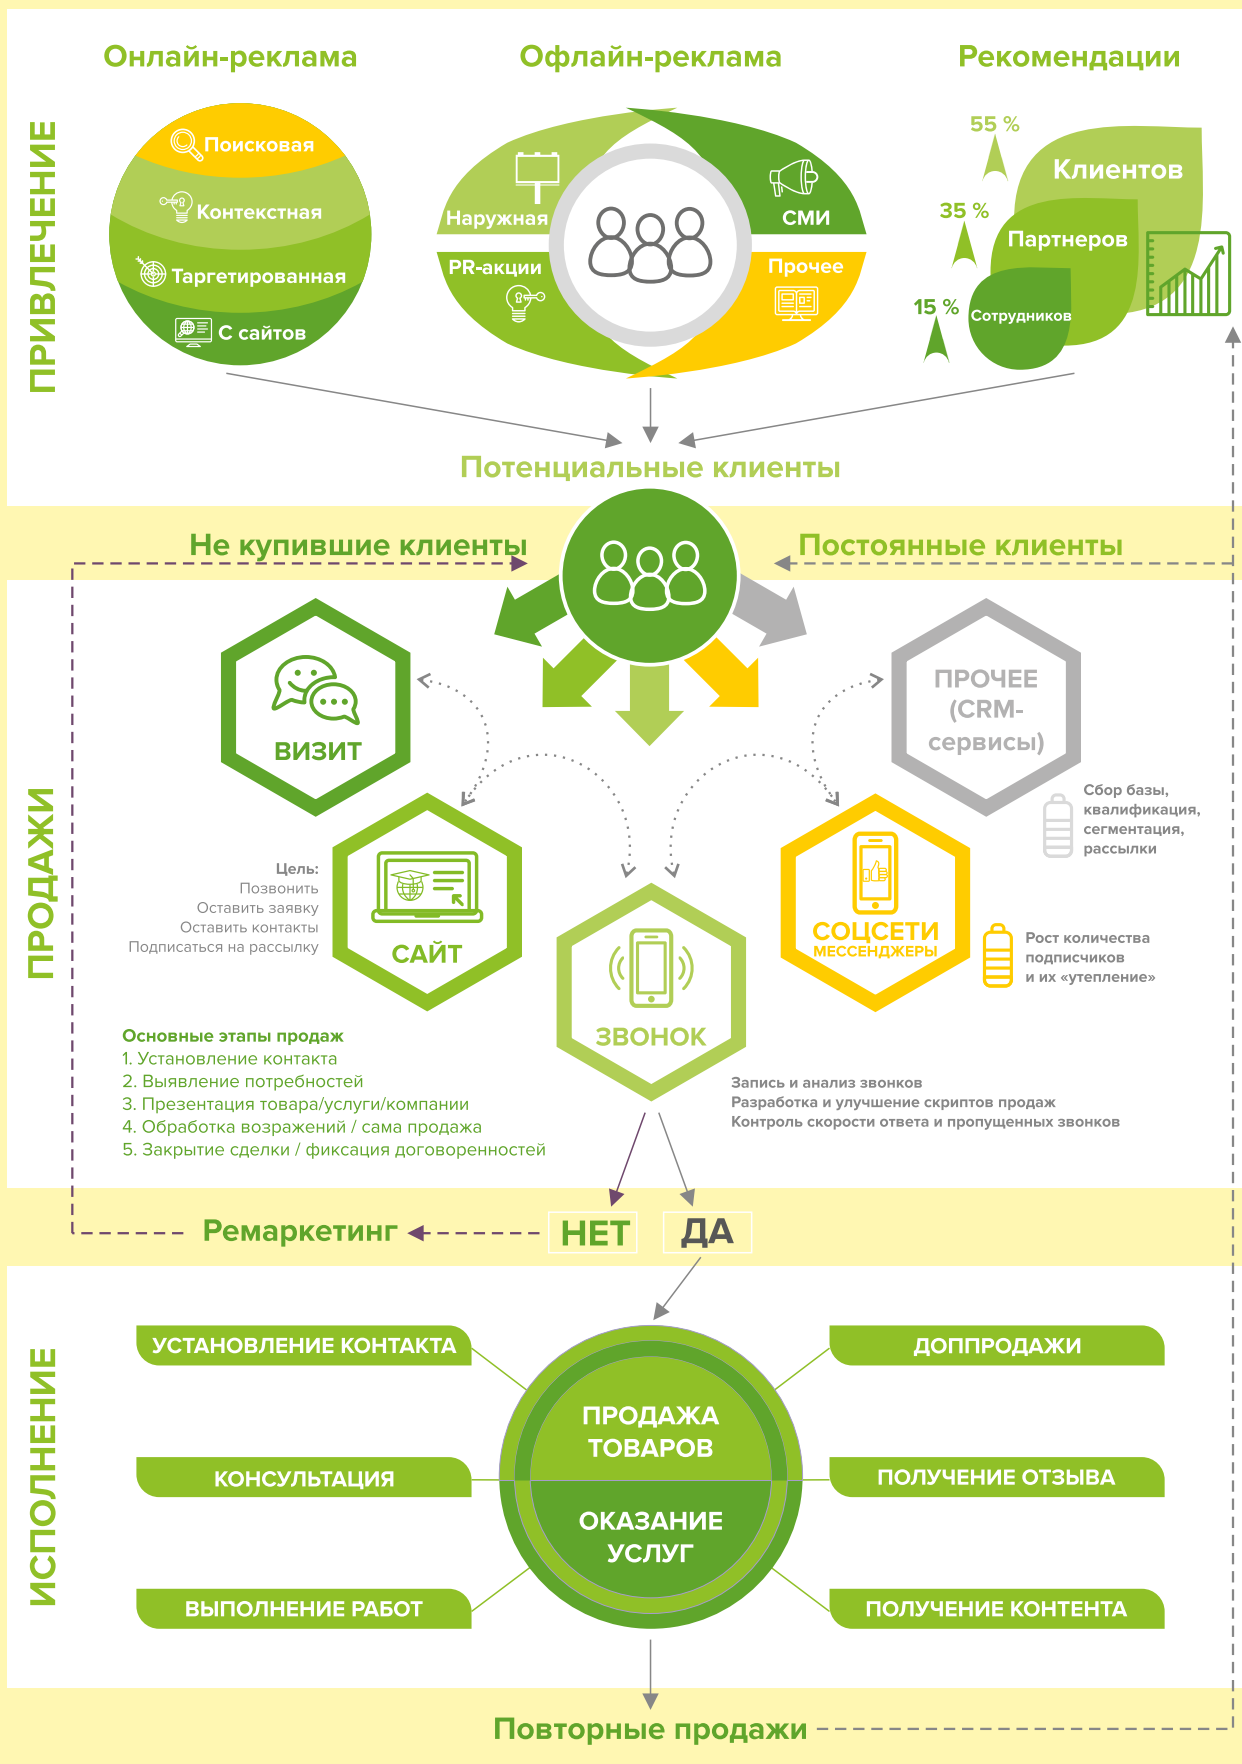 ПРИВЛЕЧЕНИЕ
Онлайн-реклама
Поисковая
Контекстная
Таргетированная
С сайтов
Офлайн-реклама
Наружная
СМИ
PR-акции
Прочее
Рекомендации
55 %
Клиентов
35 %
Партнеров
15 %
Сотрудников
Потенциальные клиенты
Не купившие клиенты
Постоянные клиенты
ПРОДАЖИ
ВИЗИТ
ПРОЧЕЕ
(CRM-
сервисы)
Сбор базы,
квалификация,
сегментация,
рассылки
Цель:
Позвонить
Оставить заявку
Оставить контакты
Подписаться на рассылку
САЙТ
СОЦСЕТИ
МЕССЕНДЖЕРЫ
Рост количества
подписчиков
и их «утепление»
ЗВОНОК
Основные этапы продаж
1. Установление контакта
2. Выявление потребностей
3. Презентация товара/услуги/компании
4. Обработка возражений / сама продажа
5. Закрытие сделки / фиксация договоренностей
Запись и анализ звонков
Разработка и улучшение скриптов продаж
Контроль скорости ответа и пропущенных звонков
Ремаркетинг
НЕТ
ДА
ИСПОЛНЕНИЕ
УСТАНОВЛЕНИЕ КОНТАКТА
КОНСУЛЬТАЦИЯ
ВЫПОЛНЕНИЕ РАБОТ
ПРОДАЖА
ТОВАРОВ
ОКАЗАНИЕ
УСЛУГ
ДОППРОДАЖИ
ПОЛУЧЕНИЕ ОТЗЫВА
ПОЛУЧЕНИЕ КОНТЕНТА
Повторные продажи